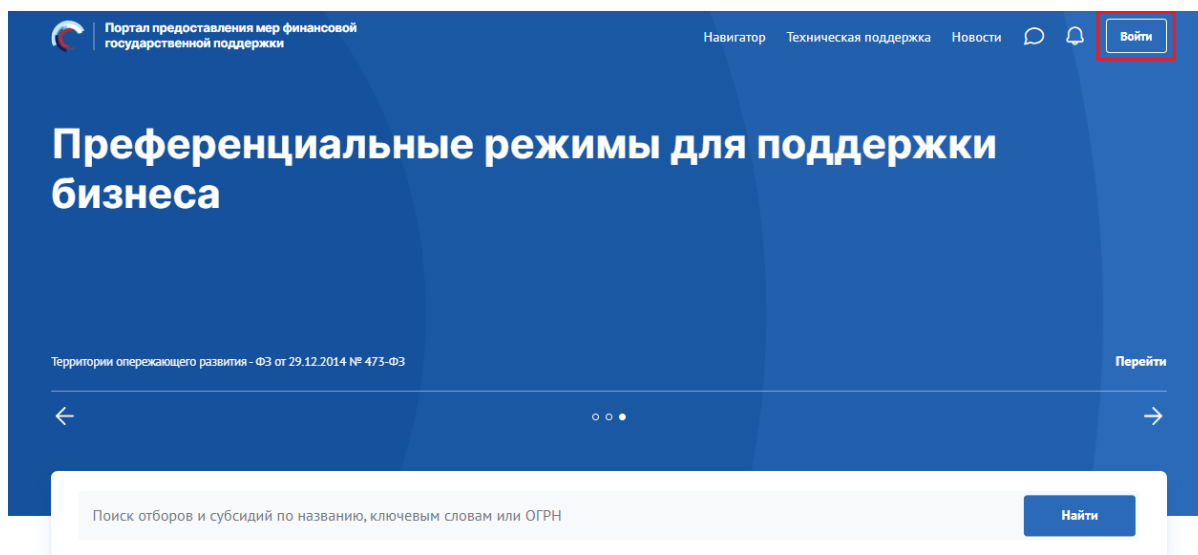 Портал предоставления мер финансовой
государственной поддержки
Навигатор Техническая поддержка Новости Войти
Преференциальные режимы для поддержки
бизнеса
Территории опережающего развития - ФЗ от 29.12.2014 № 473-ФЗ Перейти
Поиск отборов и субсидий по названию, ключевым словам или ОГРН Найти